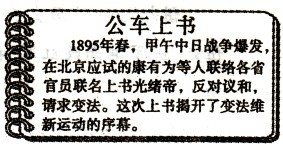 公车上书
1895年春，甲午中日战争爆发，
在北京应试的康有为等人联络各省
官员联名上书光绪帝，反对议和，
请求变法。这次上书揭开了变法维
新运动的序幕。